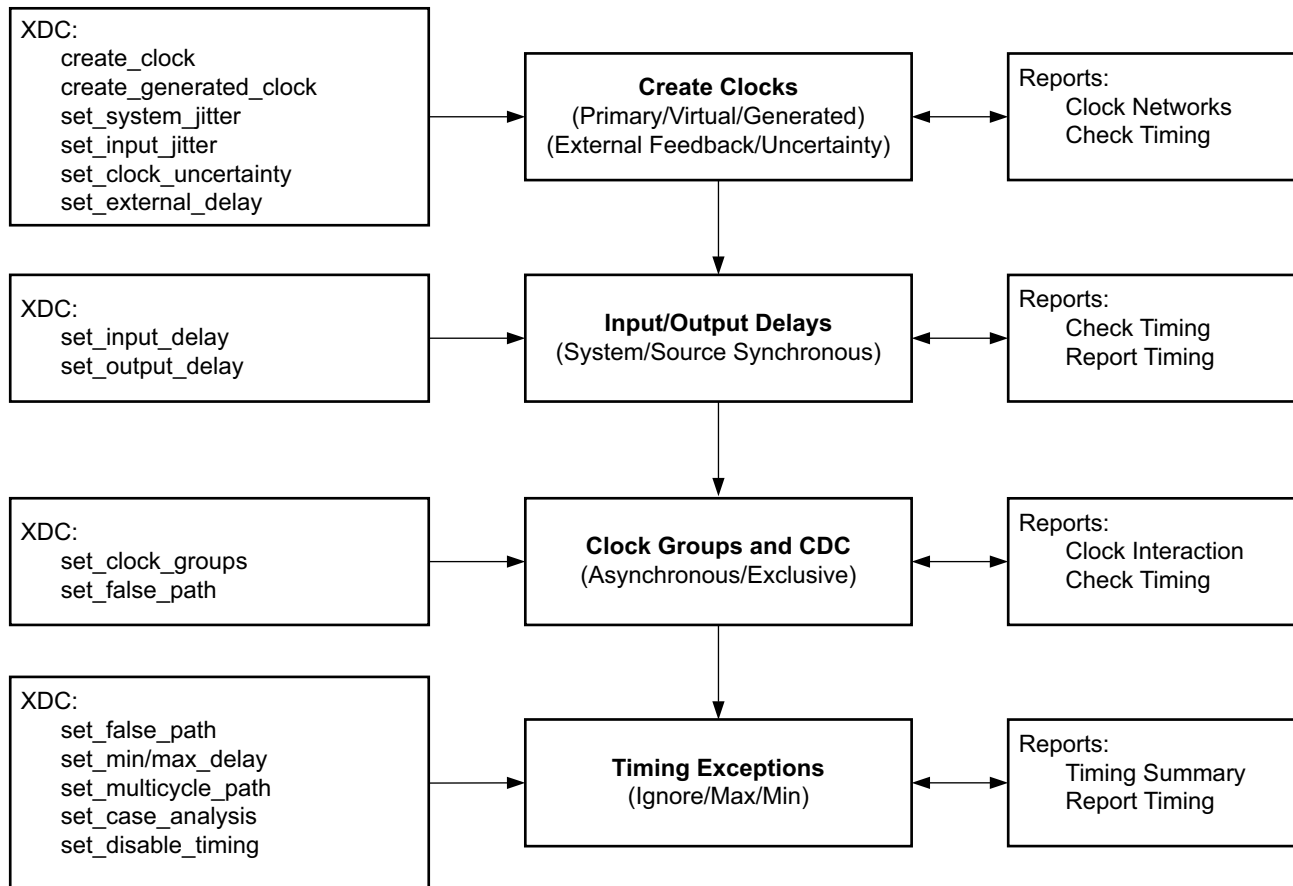 XDC:
create_clock
create_generated_clock
set_system_jitter
set_input_jitter
set_clock_uncertainty
set_external_delay
Create Clocks
(Primary/Virtual/Generated)
(External Feedback/Uncertainty)
Reports:
Clock Networks
Check Timing
XDC:
set_input_delay
set_output_delay
Input/Output Delays
(System/Source Synchronous)
Reports:
Check Timing
Report Timing
XDC:
set_clock_groups
set_false_path
Clock Groups and CDC
(Asynchronous/Exclusive)
Reports:
Clock Interaction
Check Timing
XDC:
set_false_path
set_min/max_delay
set_multicycle_path
set_case_analysis
set_disable_timing
Timing Exceptions
(Ignore/Max/Min)
Reports:
Timing Summary
Report Timing